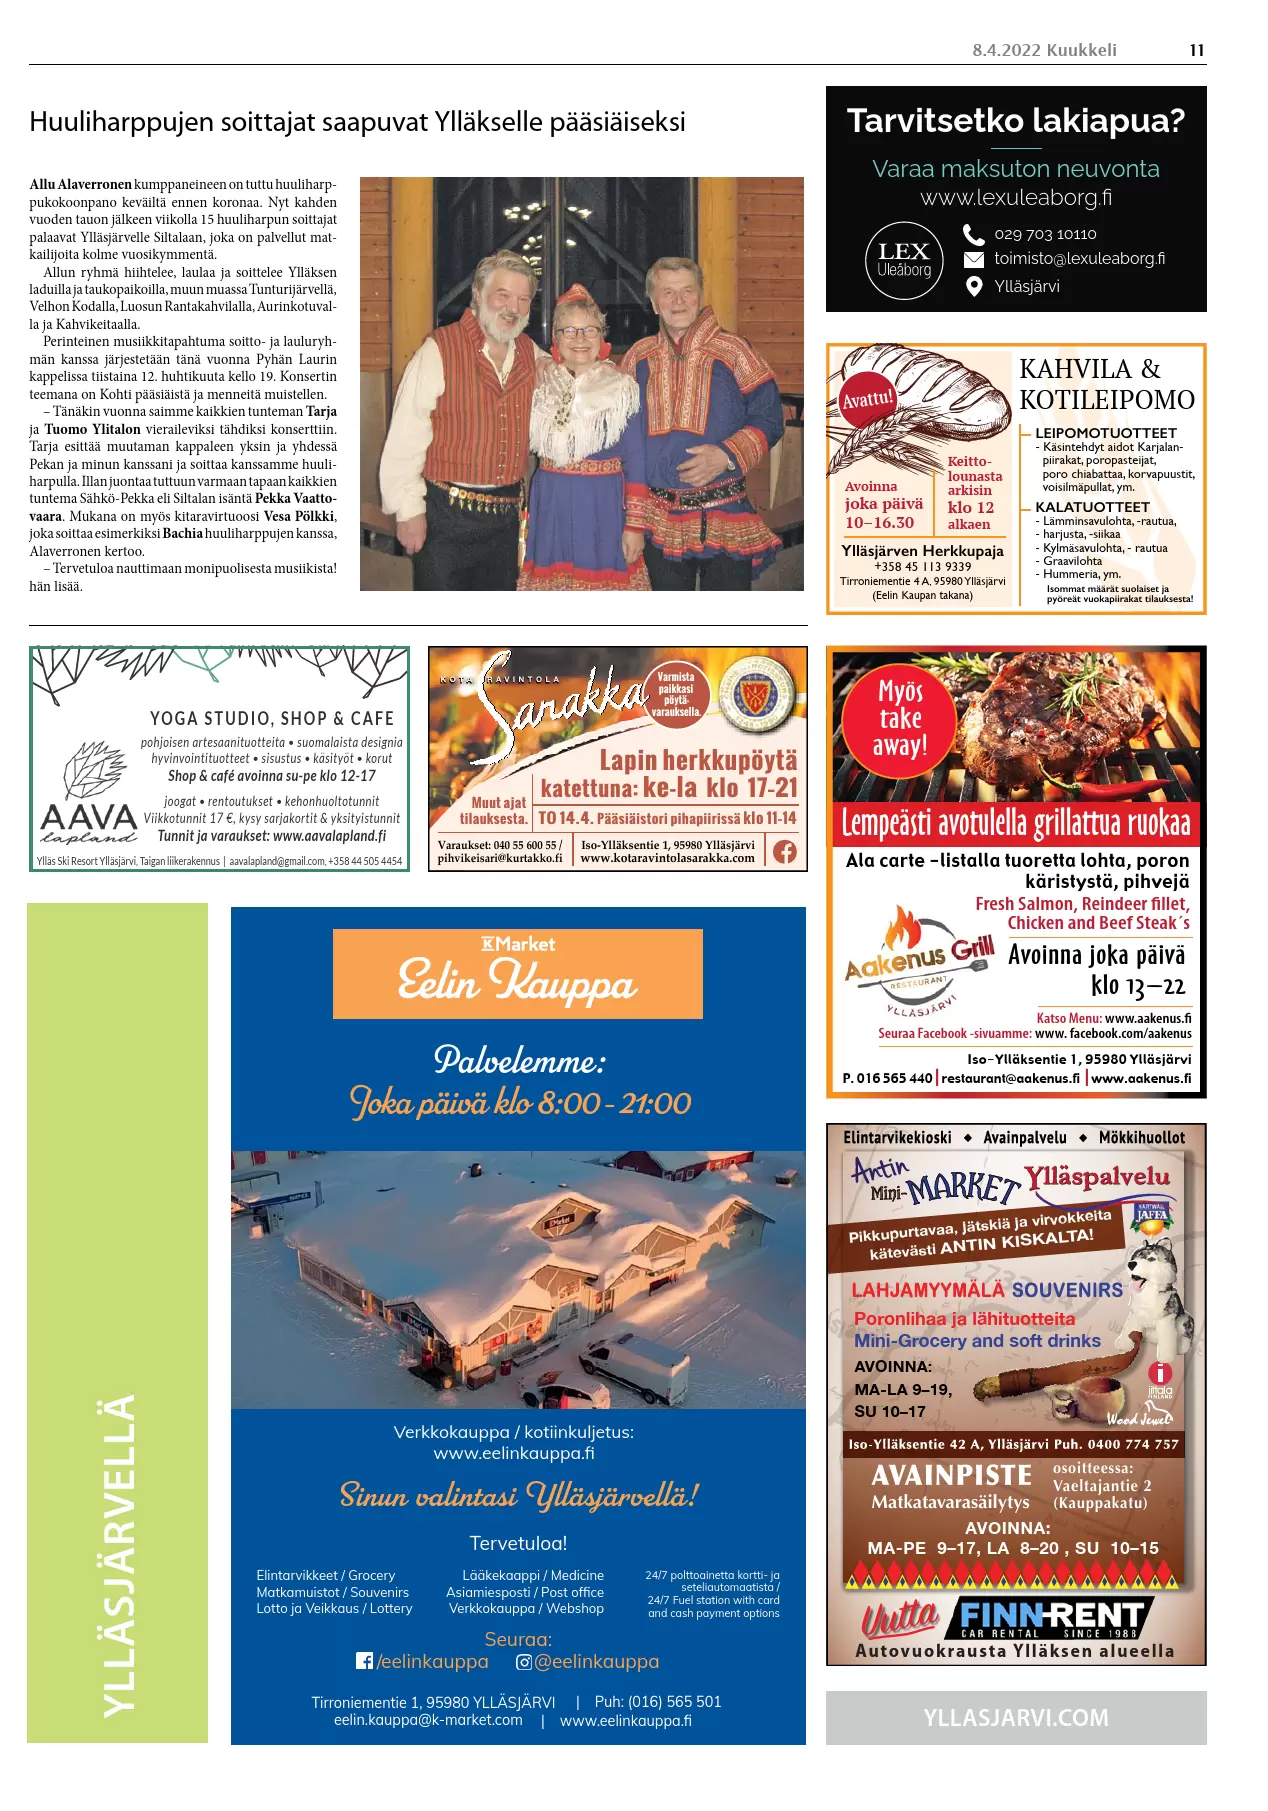 8.4.2022 Kuukkeli 11
Huuliharppujen soittajat saapuvat Ylläkselle pääsiäiseksi
Allu Alaverronen kumppaneineen on tuttu huuliharp-
pukokoonpano keväiltä ennen koronaa. Nyt kahden
vuoden tauon jälkeen viikolla 15 huuliharpun soittajat
palaavat Ylläsjärvelle Siltalaan, joka on palvellut mat-
kailijoita kolme vuosikymmentä.
Allun ryhmä hiihtelee, laulaa ja soittelee Ylläksen
laduilla ja taukopaikoilla, muun muassa Tunturijärvellä,
Velhon Kodalla, Luosun Rantakahvilalla, Aurinkotuval-
la ja Kahvikeitaalla.
Perinteinen musiikkitapahtuma soitto- ja lauluryh-
män kanssa järjestetään tänä vuonna Pyhän Laurin
kappelissa tiistaina 12. huhtikuuta kello 19. Konsertin
teemana on Kohti pääsiäistä ja menneitä muistellen.
– Tänäkin vuonna saimme kaikkien tunteman Tarja
ja Tuomo Ylitalon vieraileviksi tähdiksi konserttiin.
Tarja esittää muutaman kappaleen yksin ja yhdessä
Pekan ja minun kanssani ja soittaa kanssamme huuli-
harpulla. Illan juontaa tuttuun varmaan tapaan kaikkien
tuntema Sähkö-Pekka eli Siltalan isäntä Pekka Vaatto-
vaara. Mukana on myös kitaravirtuoosi Vesa Pölkki,
joka soittaa esimerkiksi Bachia huuliharppujen kanssa,
Alaverronen kertoo.
– Tervetuloa nauttimaan monipuolisesta musiikista!
hän lisää.
Tarvitsetko lakiapua?
Varaa maksuton neuvonta
www.lexuleaborg.fi
LEX
Uleåborg
029 703 10110
toimisto@lexuleaborg.fi
Ylläsjärvi
Avattu!
Avoinna
joka päivä
10–16.30
Keitto-
lounasta
arkisin
klo 12
alkaen
Ylläsjärven Herkkupaja
+358 45 113 9339
Tirroniementie 4 A, 95980 Ylläsjärvi
(Eelin Kaupan takana)
KAHVILA &
KOTILEIPOMO
LEIPOMOTUOTTEET
- Käsintehdyt aidot Karjalan-
piirakat, poropasteijat,
poro chiabattaa, korvapuustit,
voisilmäpullat, ym.
KALATUOTTEET
- Lämminsavulohta, -rautua,
- harjusta, -siikaa
- Kylmäsavulohta, - rautua
- Graavilohta
- Hummeria, ym.
Isommat määrät suolaiset ja
pyöreät vuokapiirakat tilauksesta!
YOGA STUDIO, SHOP & CAFE
pohjoisen artesaanituotteita • suomalaista designia
hyvinvointituotteet • sisustus • käsityöt • korut
Shop & café avoinna su-pe klo 12-17
joogat • rentoutukset • kehonhuoltotunnit
Viikkotunnit 17 €, kysy sarjakortit & yksityistunnit
Tunnit ja varaukset: www.aavalapland.fi
AAVA
lapland
Ylläs Ski Resort Ylläsjärvi, Taigan liikerakennus | aavalapland@gmail.com, +358 44 505 4454
KOTARAVINTOLA
Sarakka
Varmista
paikkasi
pöytä-
varauksella.
Lapin herkkupöytä
katettuna: ke-la klo 17-21
Muut ajat
tilauksesta.
TO 14.4. Pääsiäistori pihapiirissä klo 11-14
Varaukset: 040 55 600 55 /
pihvikeisari@kurtakko.fi
Iso-Ylläksentie 1, 95980 Ylläsjärvi
www.kotaravintolasarakka.com
Myös
take
away!
Lempeästi avotulella grillattua ruokaa
Ala carte –listalla tuoretta lohta, poron
käristystä, pihvejä
Fresh Salmon, Reindeer fillet,
Chicken and Beef Steak´s
Aakenus Grill
RESTAURANT
YLLÄSJÄRVI
Avoinna joka päivä
klo 13–22
Katso Menu: www.aakenus.fi
Seuraa Facebook -sivuamme: www. facebook.com/aakenus
Iso-Ylläksentie 1, 95980 Ylläsjärvi
P. 016 565 440 | restaurant@aakenus.fi | www.aakenus.fi
YLLÄSJÄRVELLÄ
K Market
Eelin Kauppa
Palvelemme:
Joka päivä klo 8:00 - 21:00
K Market
Verkkokauppa / kotiinkuljetus:
www.eelinkauppa.fi
Sinun valintasi Ylläsjärvellä!
Tervetuloa!
Elintarvikkeet / Grocery
Matkamuistot / Souvenirs
Lotto ja Veikkaus / Lottery
Lääkekaappi / Medicine
Asiamiesposti / Post office
Verkkokauppa / Webshop
24/7 polttoainetta kortti- ja
seteliautomaatista /
24/7 Fuel station with card
and cash payment options
Seuraa:
/eelinkauppa @eelinkauppa
Tirroniementie 1, 95980 YLLÄSJÄRVI | Puh: (016) 565 501
eelin.kauppa@k-market.com | www.eelinkauppa.fi
Elintarvikekioski ◆ Avainpalvelu ◆ Mökkihuollot
Antin
Mini-MARKET Ylläspalvelu
HARTWALL
JAFFA
Pikkupurtavaa, jätskiä ja virvokkeita
kätevästi ANTIN KISKALTA!
LAHJAMYYMÄLÄ SOUVENIRS
Poronlihaa ja lähituotteita
Mini-Grocery and soft drinks
AVOINNA:
MA-LA 9–19,
SU 10–17
iittala
FINLAND
Wood Jewel
Iso-Ylläksentie 42 A, Ylläsjärvi Puh. 0400 774 757
AVAINPISTE
Matkatavarasäilytys
osoitteessa:
Vaeltajantie 2
(Kauppakatu)
AVOINNA:
MA-PE 9–17, LA 8–20 , SU 10–15
Uutta FINN-RENT
CAR RENTAL SINCE 1988
Autovuokrausta Ylläksen alueella
YLLASJARVI.COM